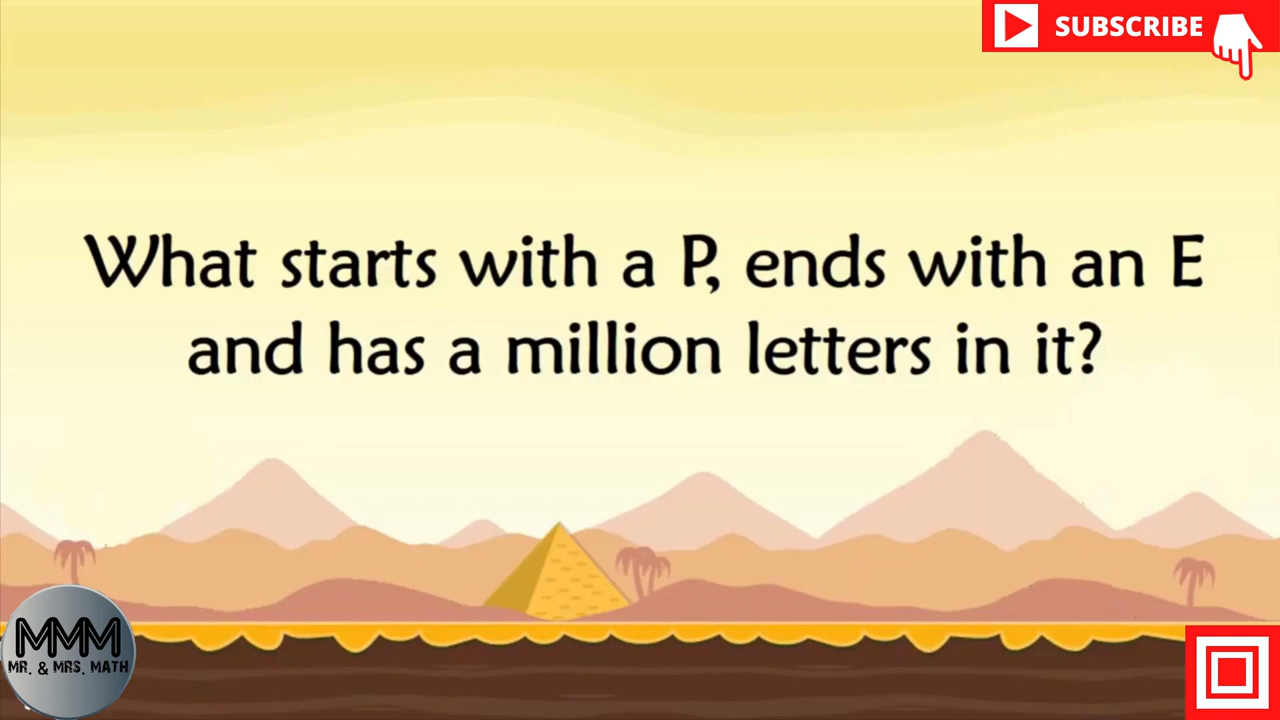 SUBSCRIBE
What starts with a P, ends with an E
and has a million letters in it?
MMM
MR. & MRS. MATH